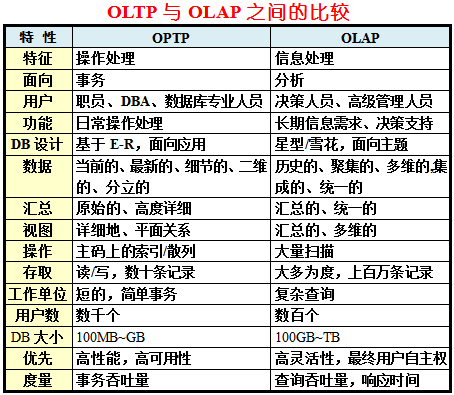 OLTP 与 OLAP 之间的比较
特 性 OPTP OLAP
特征 操作处理 信息处理
面向 事务 分析
用户 职员、DBA、数据库专业人员 决策人员、高级管理人员
功能 日常操作处理 长期信息需求、决策支持
DB 设计 基于 E-R，面向应用 星型/雪花，面向主题
数据 当前的、最新的、细节的、二维 历史的、聚集的、多维的,集
的、分立的 成的、统一的
汇总 原始的、高度详细 汇总的、统一的
视图 详细地、平面关系 汇总的、多维的
操作 主码上的索引/散列 大量扫描
存取 读/写，数十条记录 大多为度，上百万条记录
工作单位 短的，简单事务 复杂查询
用户数 数千个 数百个
DB 大小 100MB~GB 100GB~TB
优先 高性能，高可用性 高灵活性，最终用户自主权
度量 事务吞吐量 查询吞吐量，响应时间